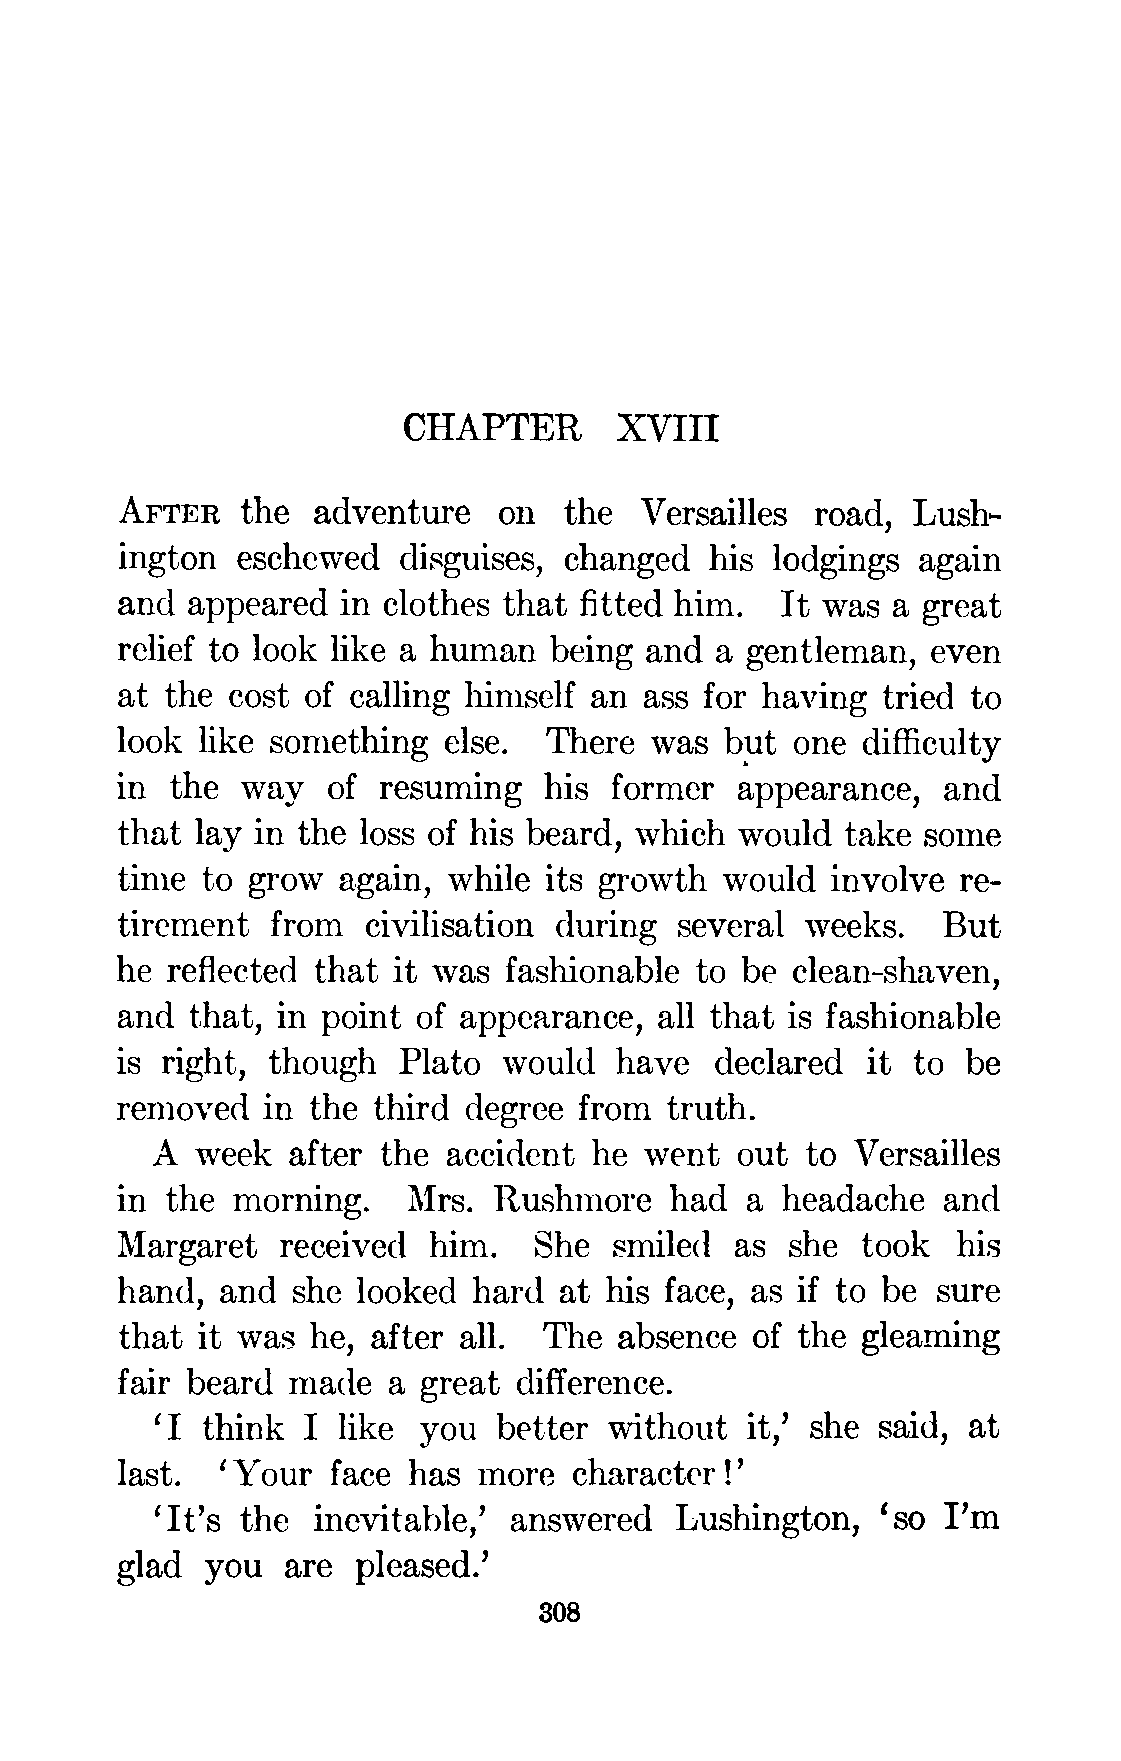 CHAPTER XVIII
AFTER the adventure on the Versailles road, Lush-
ington eschewed disguises, changed his lodgings again
and appeared in clothes that fitted him. It was a great
relief to look like a human being and a gentleman, even
at the cost of calling himself an ass for having tried to
look like something else. There was but one difficulty
in the way of resuming his former appearance, and
that lay in the loss of his beard, which would take some
time to grow again, while its growth would involve re-
tirement from civilisation during several weeks. But
he reflected that it was fashionable to be clean-shaven,
and that, in point of appearance, all that is fashionable
is right, though Plato would have declared it to be
removed in the third degree from truth.
A week after the accident he went out to Versailles
in the morning. Mrs. Rushmore had a headache and
Margaret received him. She smiled as she took his
hand, and she looked hard at his face, as if to be sure
that it was he, after all. The absence of the gleaming
fair beard made a great difference.
‘I think I like you better without it,’ she said, at
last. ‘Your face has more character!’
‘It’s the inevitable,’ answered Lushington, ‘so I’m
glad you are pleased.’
308